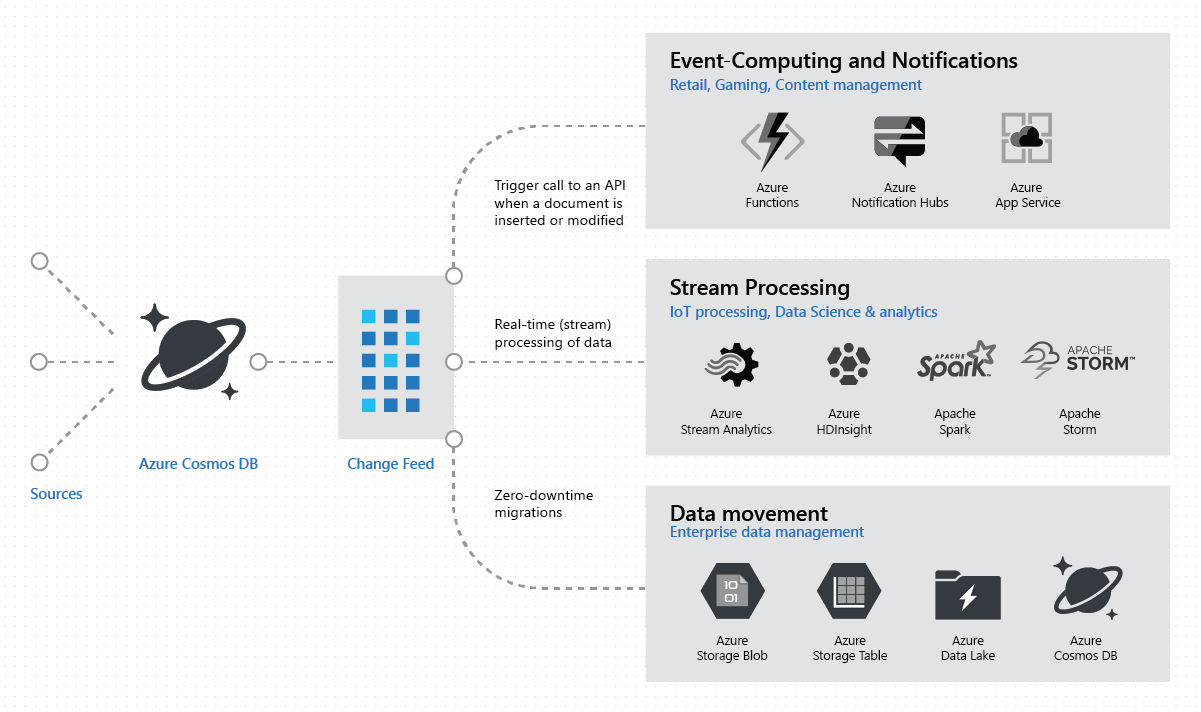 Event-Computing and Notifications
Retail, Gaming, Content management
Azure
Functions
Azure
Notification Hubs
Azure
App Service
Trigger call to an API
when a document is
inserted or modified
Stream Processing
IoT processing, Data Science & analytics
Real-time (stream)
processing of data
APACHE
Spark™
APACHE
STORM™
Azure
Stream Analytics
Azure
HDInsight
Apache
Spark
Apache
Storm
Azure Cosmos DB
Change Feed
Sources
Zero-downtime
migrations
Data movement
Enterprise data management
10
01
Azure
Storage Blob
Azure
Storage Table
Azure
Data Lake
Azure
Cosmos DB